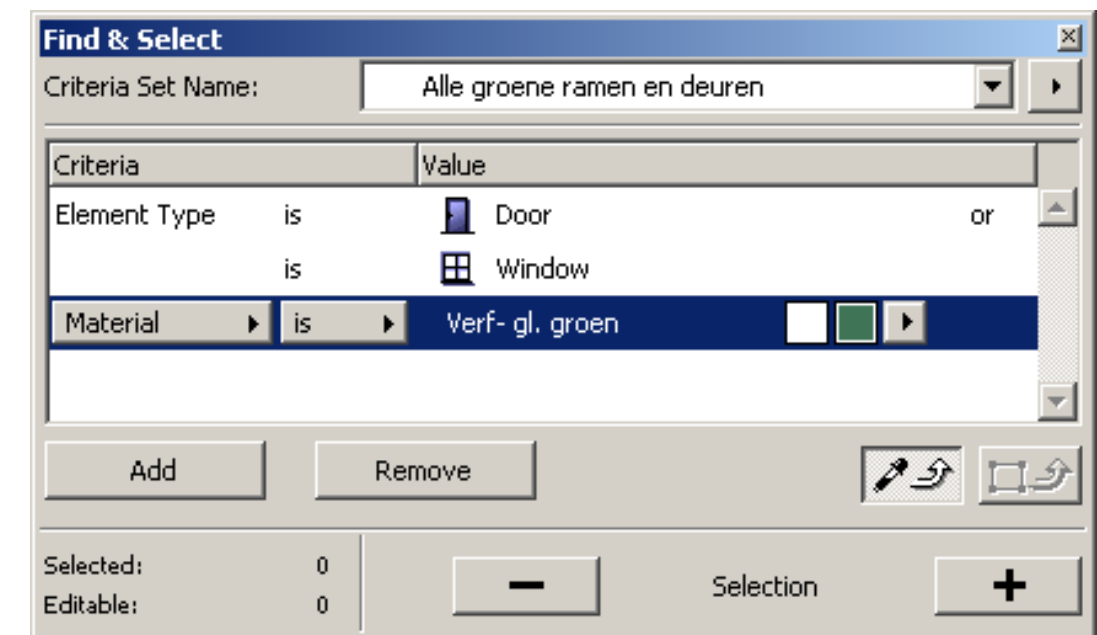 Find & Select
Criteria Set Name: Alle groene ramen en deuren
Criteria Value
Element Type is Door or
is Window
Material is Verf- gl. groen
Add Remove
Selected: 0
Editable: 0
Selection